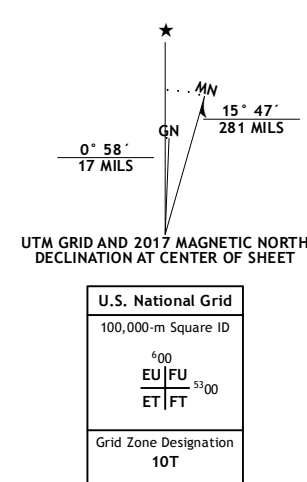 ★
MN
GN
15° 47´
281 MILS
0° 58´
17 MILS
UTM GRID AND 2017 MAGNETIC NORTH
DECLINATION AT CENTER OF SHEET
U.S. National Grid
100,000-m Square ID
⁶00
EU FU
⁵³00
ET FT
Grid Zone Designation
10T